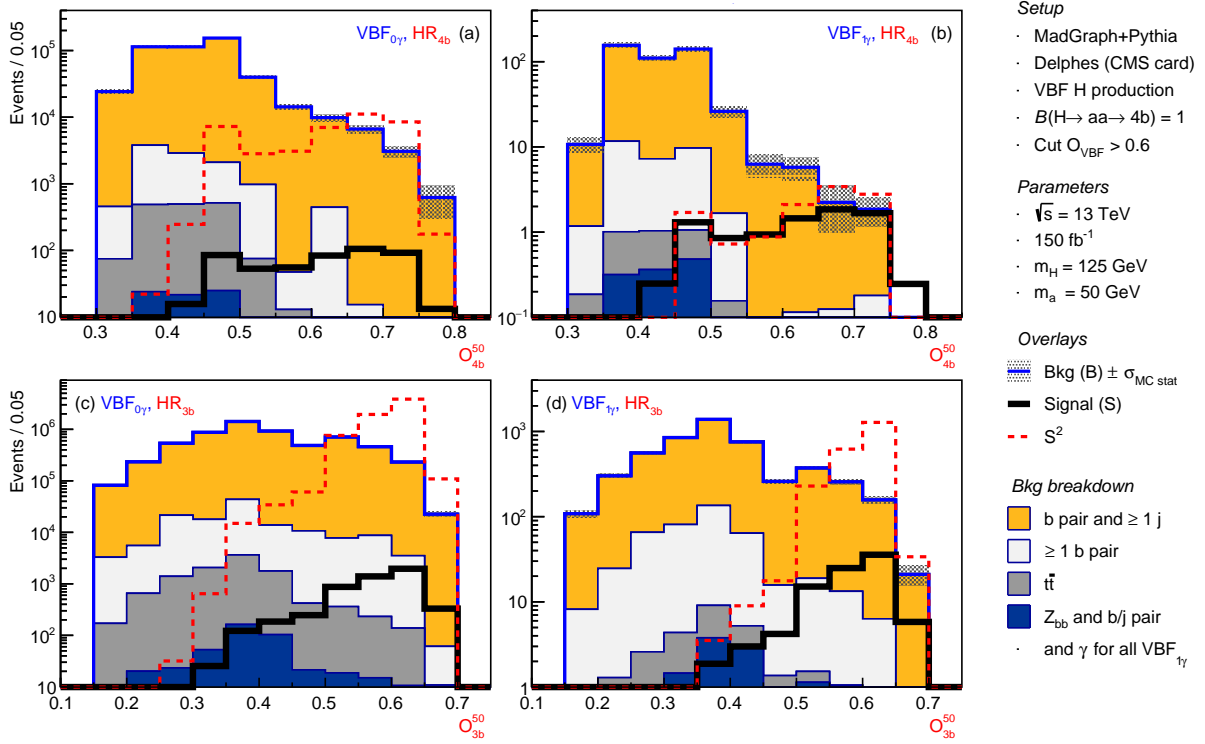 VBF0γ, HR4b (a)
Events / 0.05
10^5
10^4
10^3
10^2
10
0.3 0.4 0.5 0.6 0.7 0.8
O^50_4b
VBF1γ, HR4b (b)
10^2
10
1
10^−1
0.3 0.4 0.5 0.6 0.7 0.8
O^50_4b
(c) VBF0γ, HR3b
Events / 0.05
10^6
10^5
10^4
10^3
10^2
10
0.1 0.2 0.3 0.4 0.5 0.6 0.7
O^50_3b
(d) VBF1γ, HR3b
10^3
10^2
10
1
0.1 0.2 0.3 0.4 0.5 0.6 0.7
O^50_3b
Setup
· MadGraph+Pythia
· Delphes (CMS card)
· VBF H production
· B(H→ aa→ 4b) = 1
· Cut O_VBF > 0.6
Parameters
· √s = 13 TeV
· 150 fb^-1
· m_H = 125 GeV
· m_a = 50 GeV
Overlays
Bkg (B) ± σ_MC stat
Signal (S)
S^2
Bkg breakdown
b pair and ≥ 1 j
≥ 1 b pair
tt̄
Z_bb and b/j pair
· and γ for all VBF_1γ